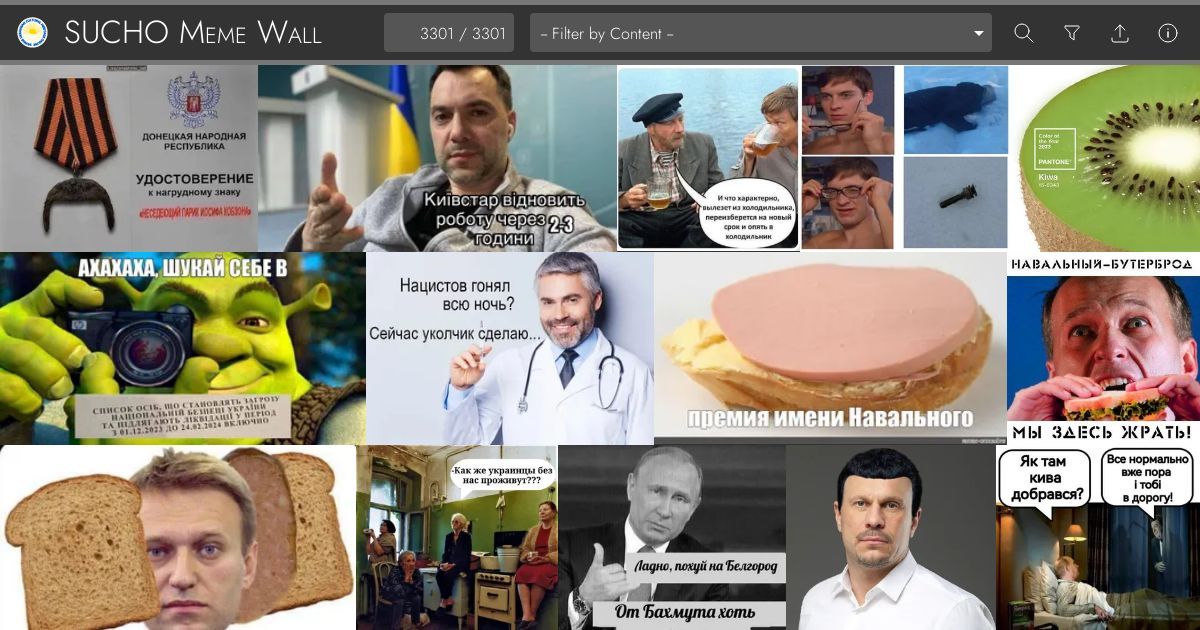 SUCHO Meme Wall
3301 / 3301
– Filter by Content –
ДОНЕЦКАЯ НАРОДНАЯ
РЕСПУБЛИКА
УДОСТОВЕРЕНИЕ
к нагрудному знаку
«НЕСЕДЕЮЩИЙ ПАРИК ИОСИФА КОБЗОНА»
Київстар відновить
роботу через 2-3
години
И что характерно,
вылезет из холодильника,
переизберется на новый
срок и опять в
холодильник
Color of
the Year
2023
PANTONE®
Kiwa
15-0343
АХАХАХА, ШУКАЙ СЕБЕ В
hp
СПИСОК ОСІБ, ЩО СТАНОВЛЯТЬ ЗАГРОЗУ
НАЦІОНАЛЬНІЙ БЕЗПЕЦІ УКРАЇНИ
ТА ПІДЛЯГАЮТЬ ЛІКВІДАЦІЇ У ПЕРІОД
З 01.12.2023 ДО 24.02.2024 ВКЛЮЧНО
Нацистов гонял
всю ночь?
Сейчас укольчик сделаю...
премия имени Навального
НАВАЛЬНЫЙ–БУТЕРБРОД
МЫ ЗДЕСЬ ЖРАТЬ!
-Как же украинцы без
нас проживут???
Ладно, похуй на Белгород
От Бахмута хоть
Як там
кива
добрався?
Все нормально
вже пора
і тобі
в дорогу!